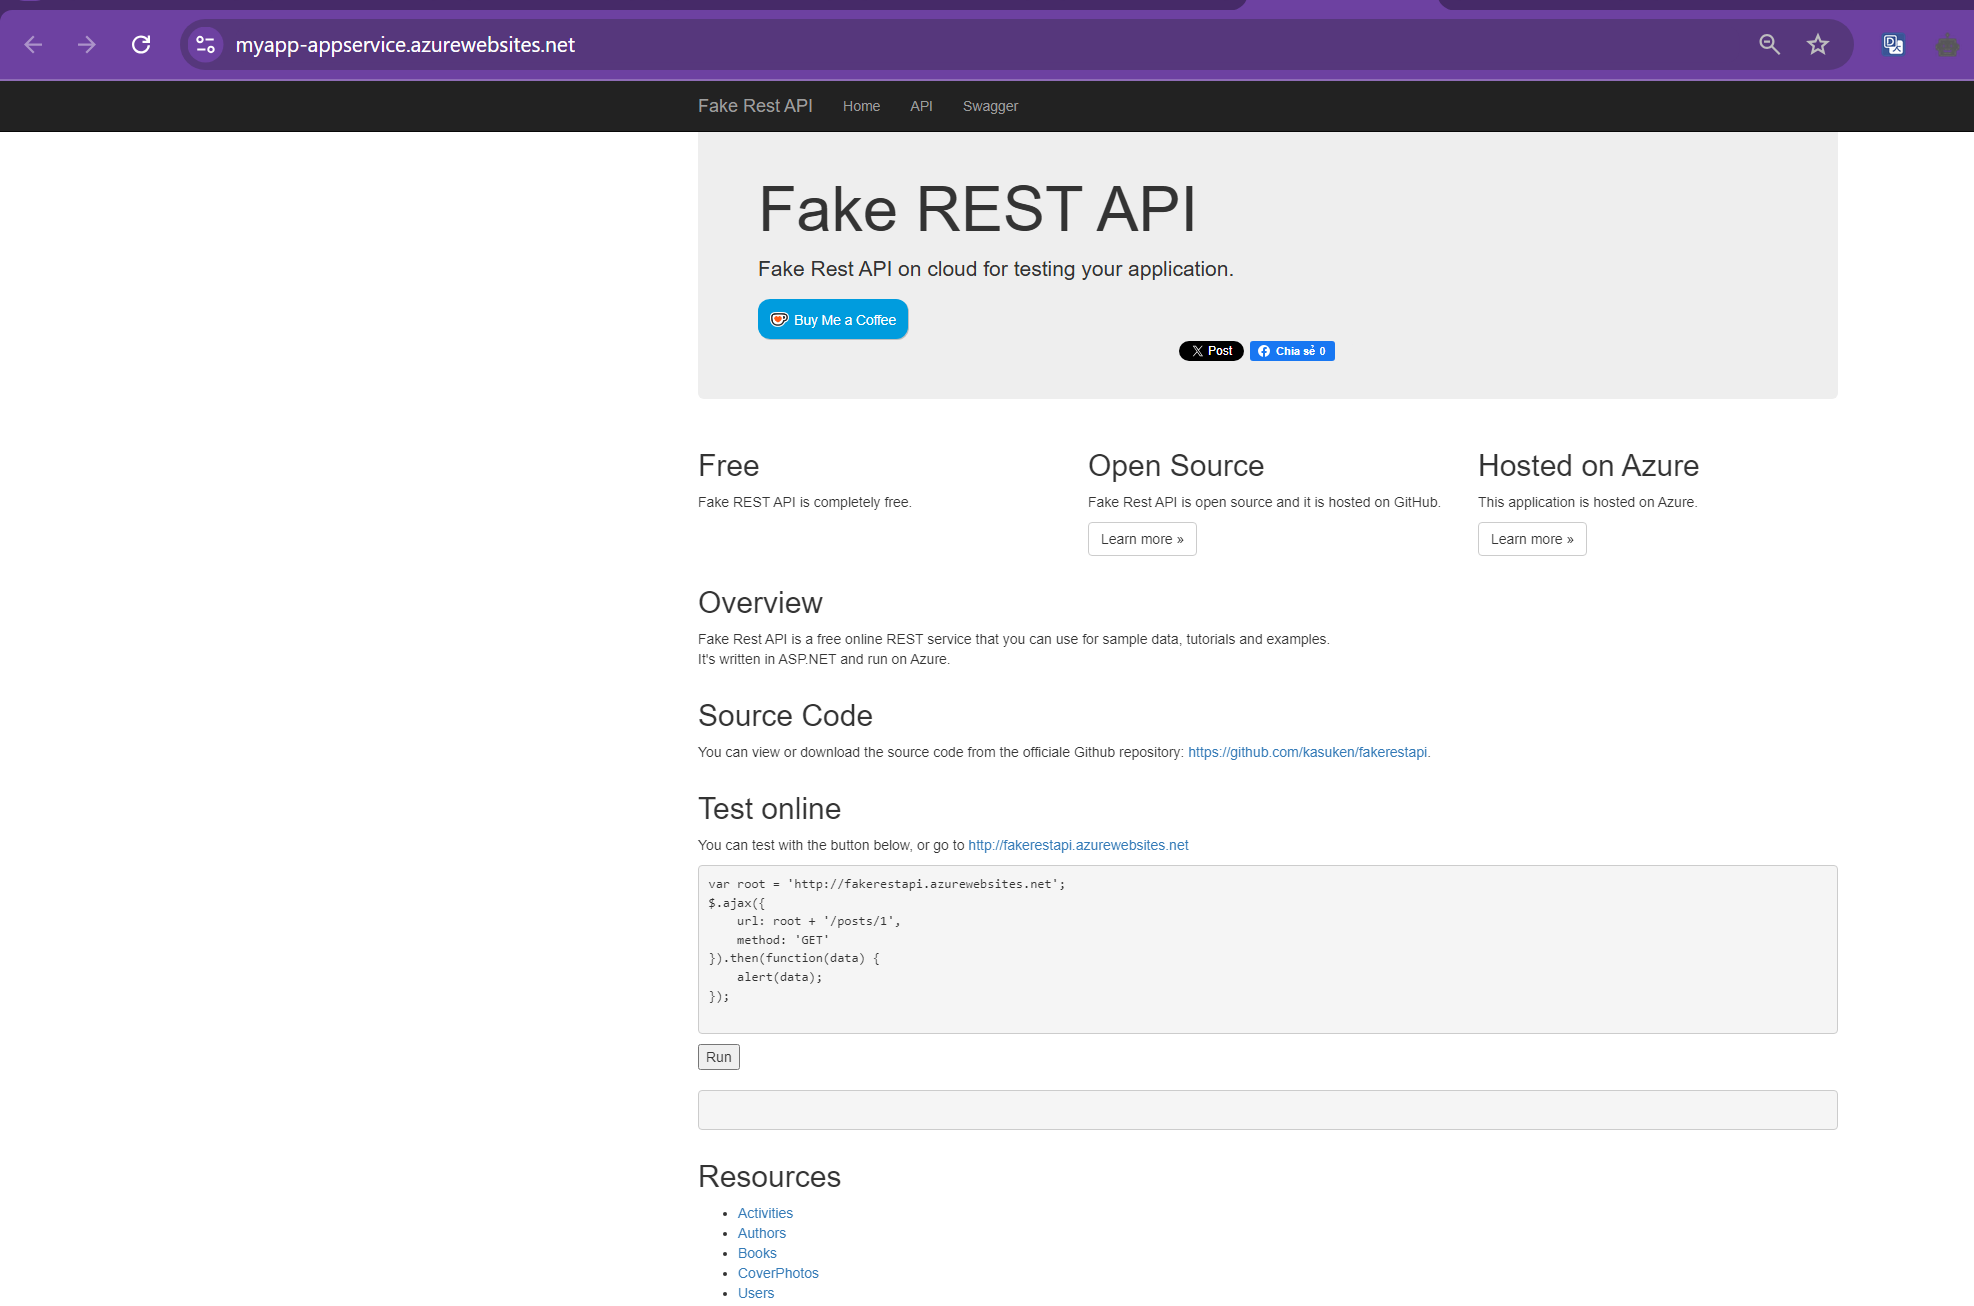 myapp-appservice.azurewebsites.net
Fake Rest API Home API Swagger
Fake REST API
Fake Rest API on cloud for testing your application.
Buy Me a Coffee
Post Chia sẻ 0
Free
Fake REST API is completely free.
Open Source
Fake Rest API is open source and it is hosted on GitHub.
Learn more »
Hosted on Azure
This application is hosted on Azure.
Learn more »
Overview
Fake Rest API is a free online REST service that you can use for sample data, tutorials and examples.
It's written in ASP.NET and run on Azure.
Source Code
You can view or download the source code from the officiale Github repository: https://github.com/kasuken/fakerestapi.
Test online
You can test with the button below, or go to http://fakerestapi.azurewebsites.net
var root = 'http://fakerestapi.azurewebsites.net';
$.ajax({
    url: root + '/posts/1',
    method: 'GET'
}).then(function(data) {
    alert(data);
});
Run
Resources
• Activities
• Authors
• Books
• CoverPhotos
• Users